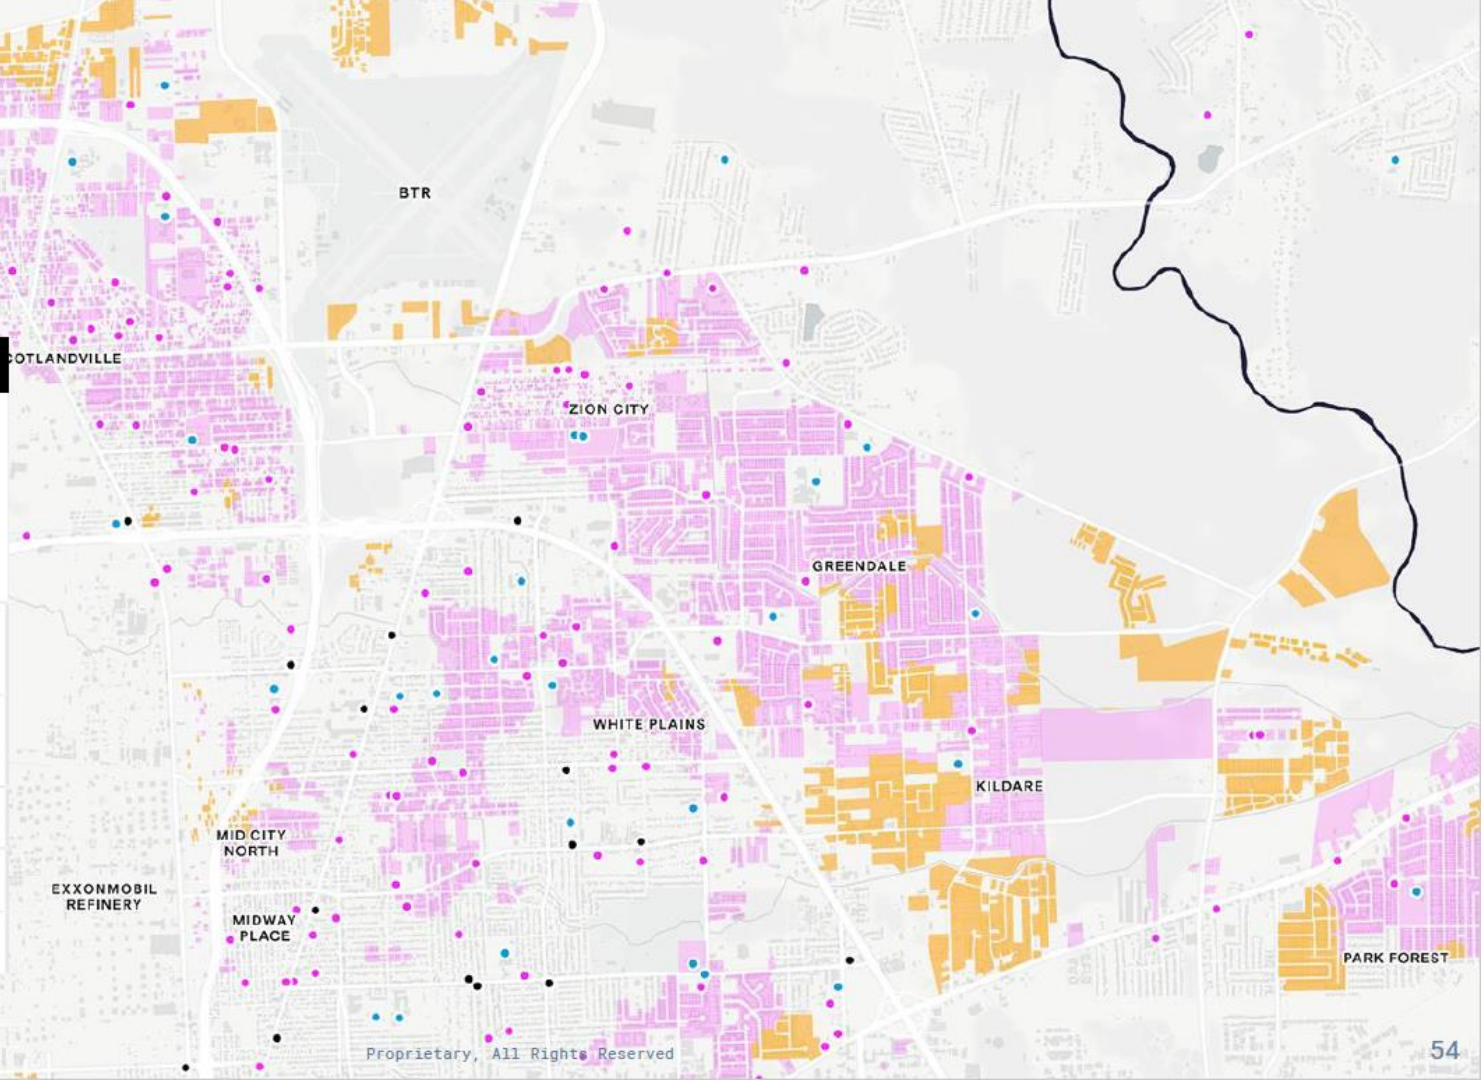 BTR
COTLANDVILLE
ZION CITY
GREENDALE
WHITE PLAINS
KILDARE
MID CITY
NORTH
EXXONMOBIL
REFINERY
MIDWAY
PLACE
PARK FOREST
Proprietary, All Rights Reserved
54